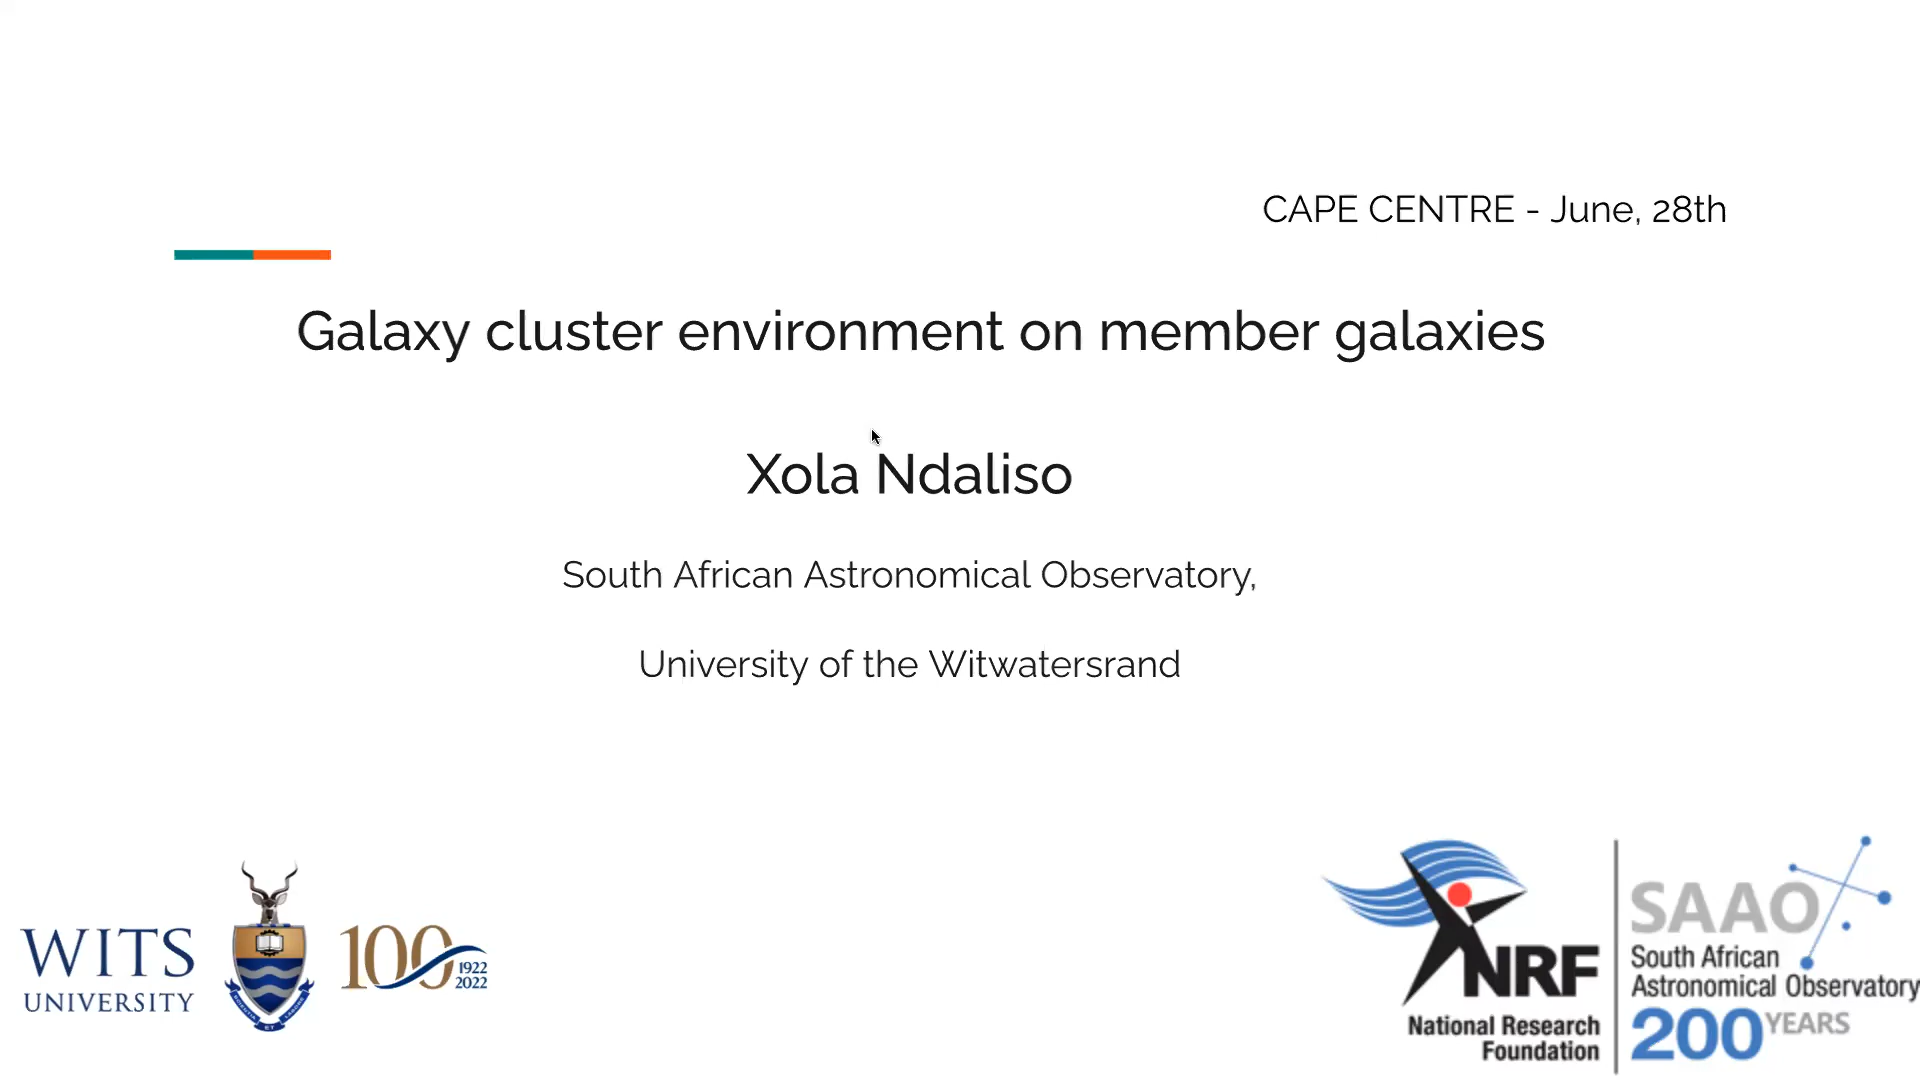 CAPE CENTRE - June, 28th
Galaxy cluster environment on member galaxies
Xola Ndaliso
South African Astronomical Observatory,
University of the Witwatersrand
WITS
UNIVERSITY
100
1922
2022
NRF
National Research
Foundation
SAAO
South African
Astronomical Observatory
200 YEARS